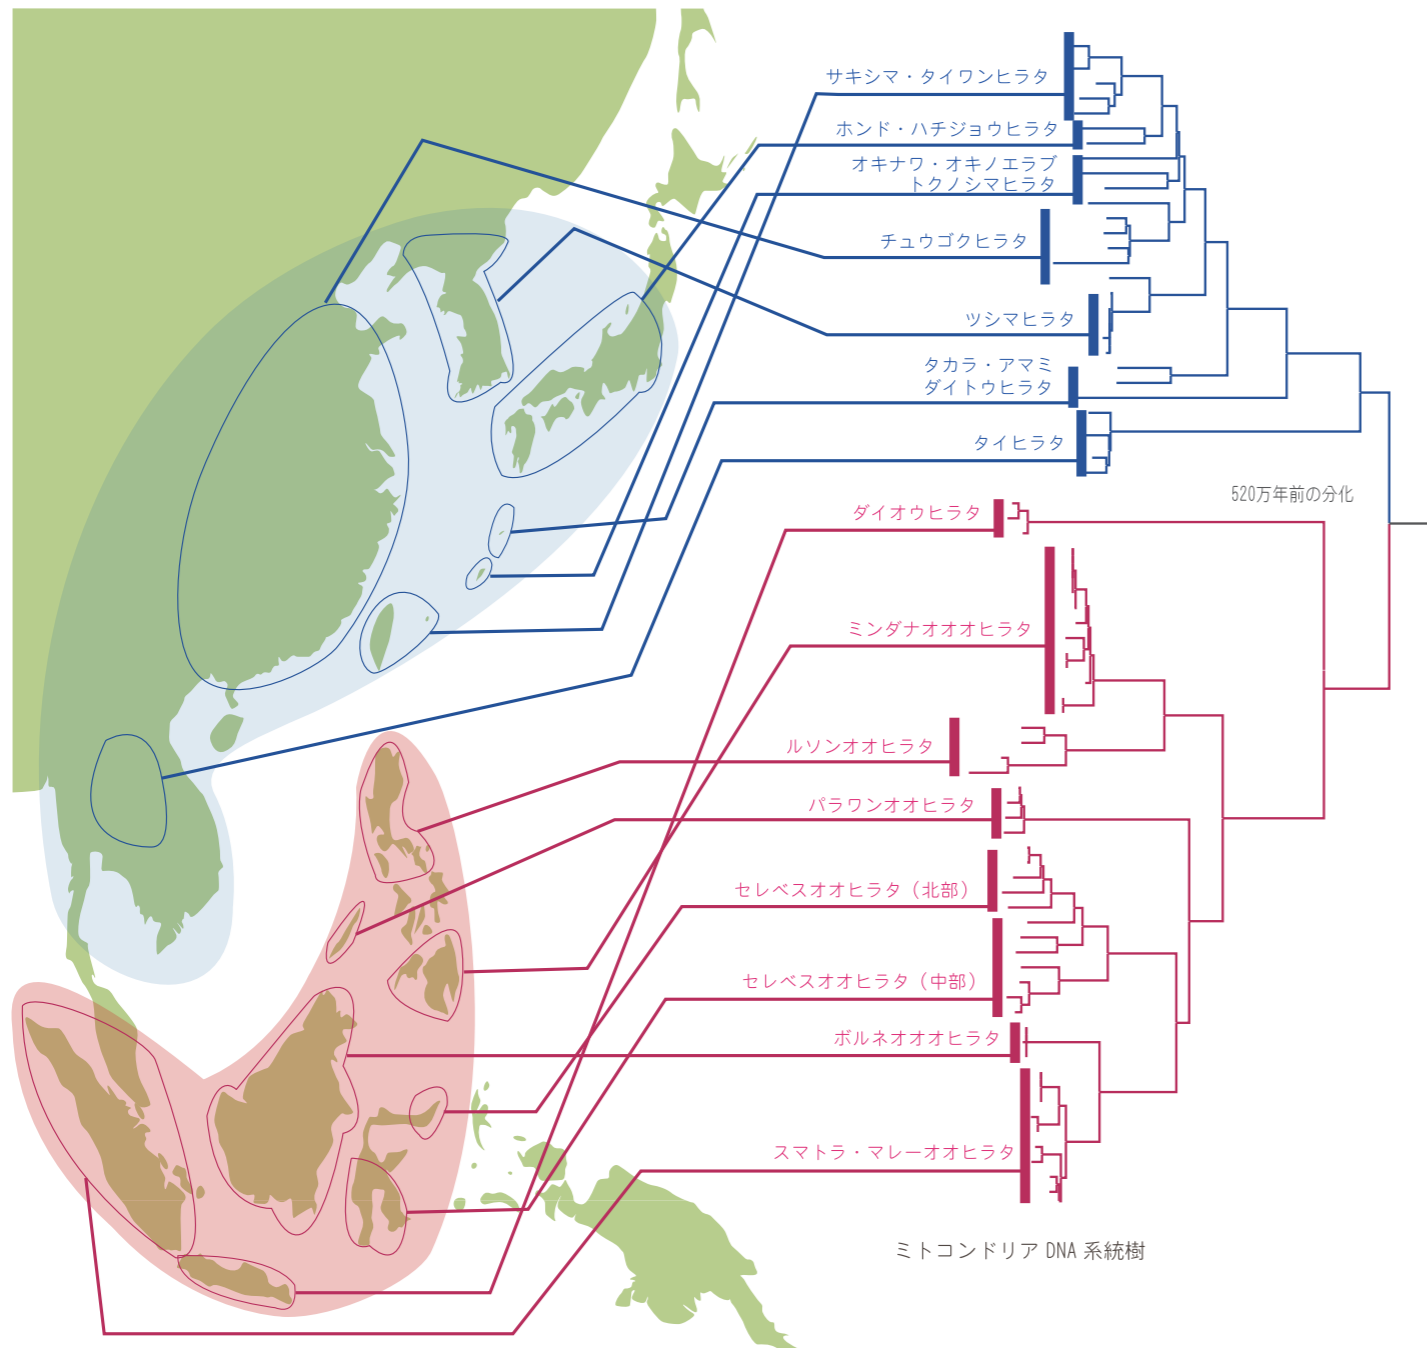 サキシマ・タイワンヒラタ
ホンド・ハチジョウヒラタ
オキナワ・オキノエラブ
トクノシマヒラタ
チュウゴクヒラタ
ツシマヒラタ
タカラ・アマミ
ダイトウヒラタ
タイヒラタ
520万年前の分化
ダイオウヒラタ
ミンダナオオオヒラタ
ルソンオオヒラタ
パラワンオオヒラタ
セレベスオオヒラタ（北部）
セレベスオオヒラタ（中部）
ボルネオオオヒラタ
スマトラ・マレーオオヒラタ
ミトコンドリア DNA 系統樹